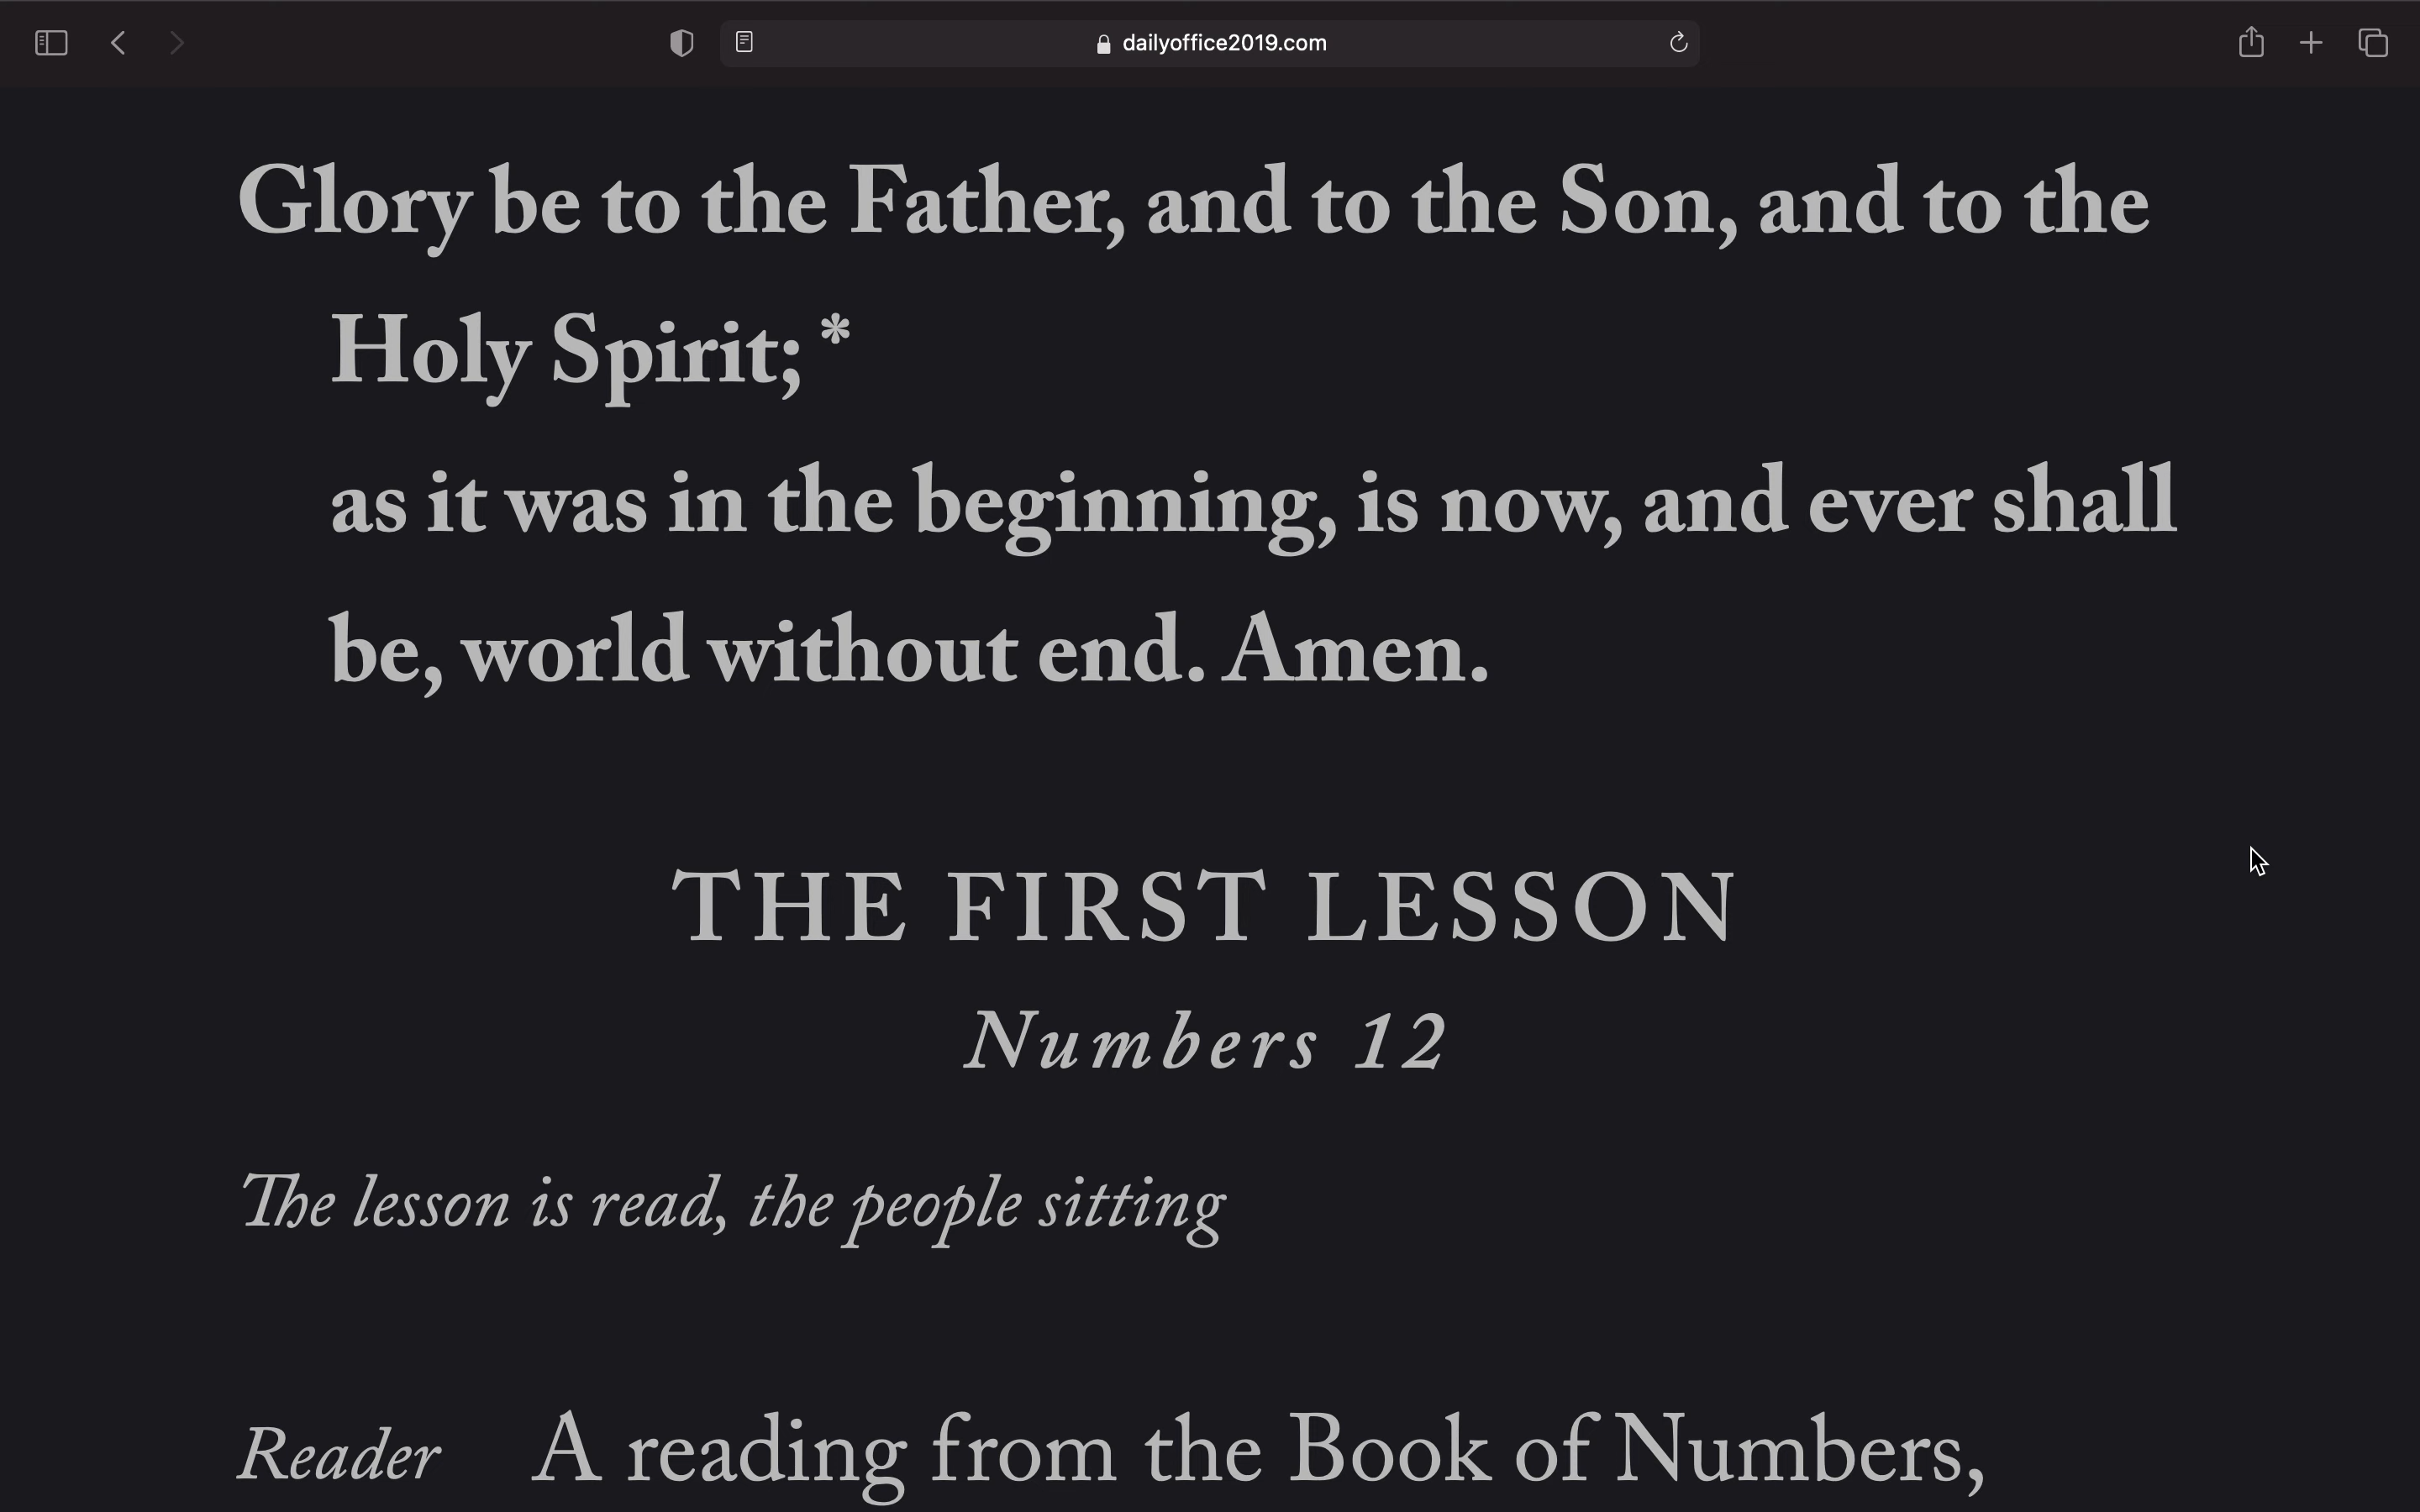 dailyoffice2019.com
Glory be to the Father, and to the Son, and to the
Holy Spirit; *
as it was in the beginning, is now, and ever shall
be, world without end. Amen.
THE FIRST LESSON
Numbers 12
The lesson is read, the people sitting
Reader A reading from the Book of Numbers,